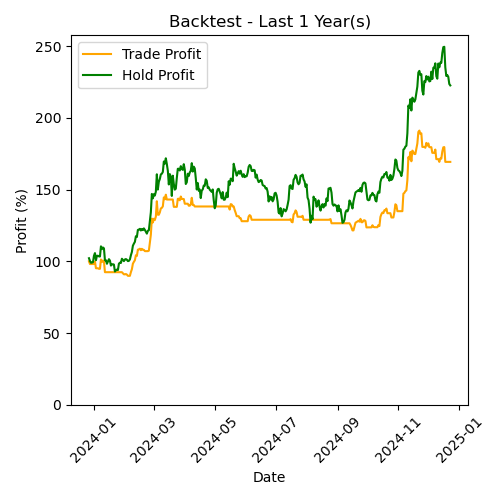 Backtest - Last 1 Year(s)
Trade Profit
Hold Profit
Profit (%)
250
200
150
100
50
0
2024-01
2024-03
2024-05
2024-07
2024-09
2024-11
2025-01
Date